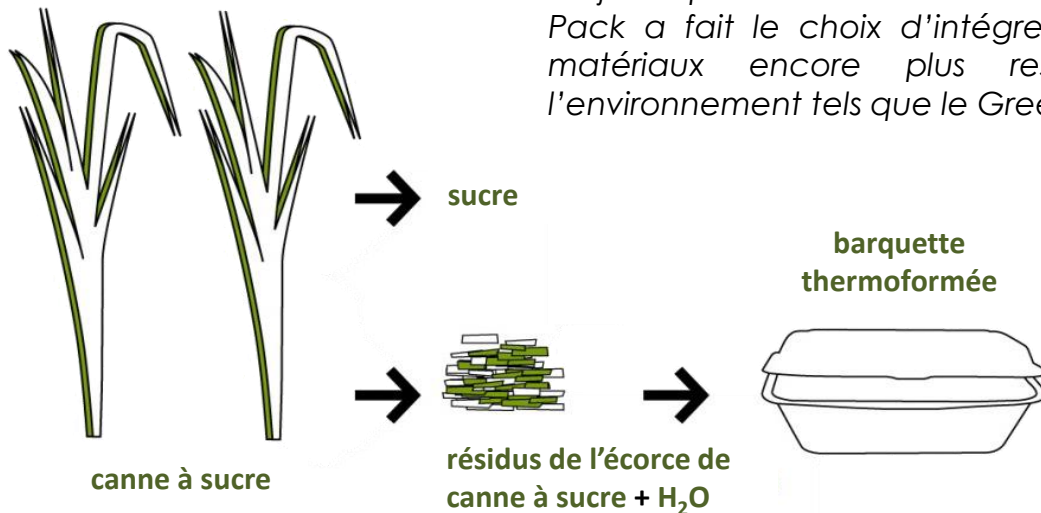 Pack a fait le choix d’intégre
matériaux encore plus res
l’environnement tels que le Gree
sucre
barquette
thermoformée
résidus de l’écorce de
canne à sucre + H₂O
canne à sucre